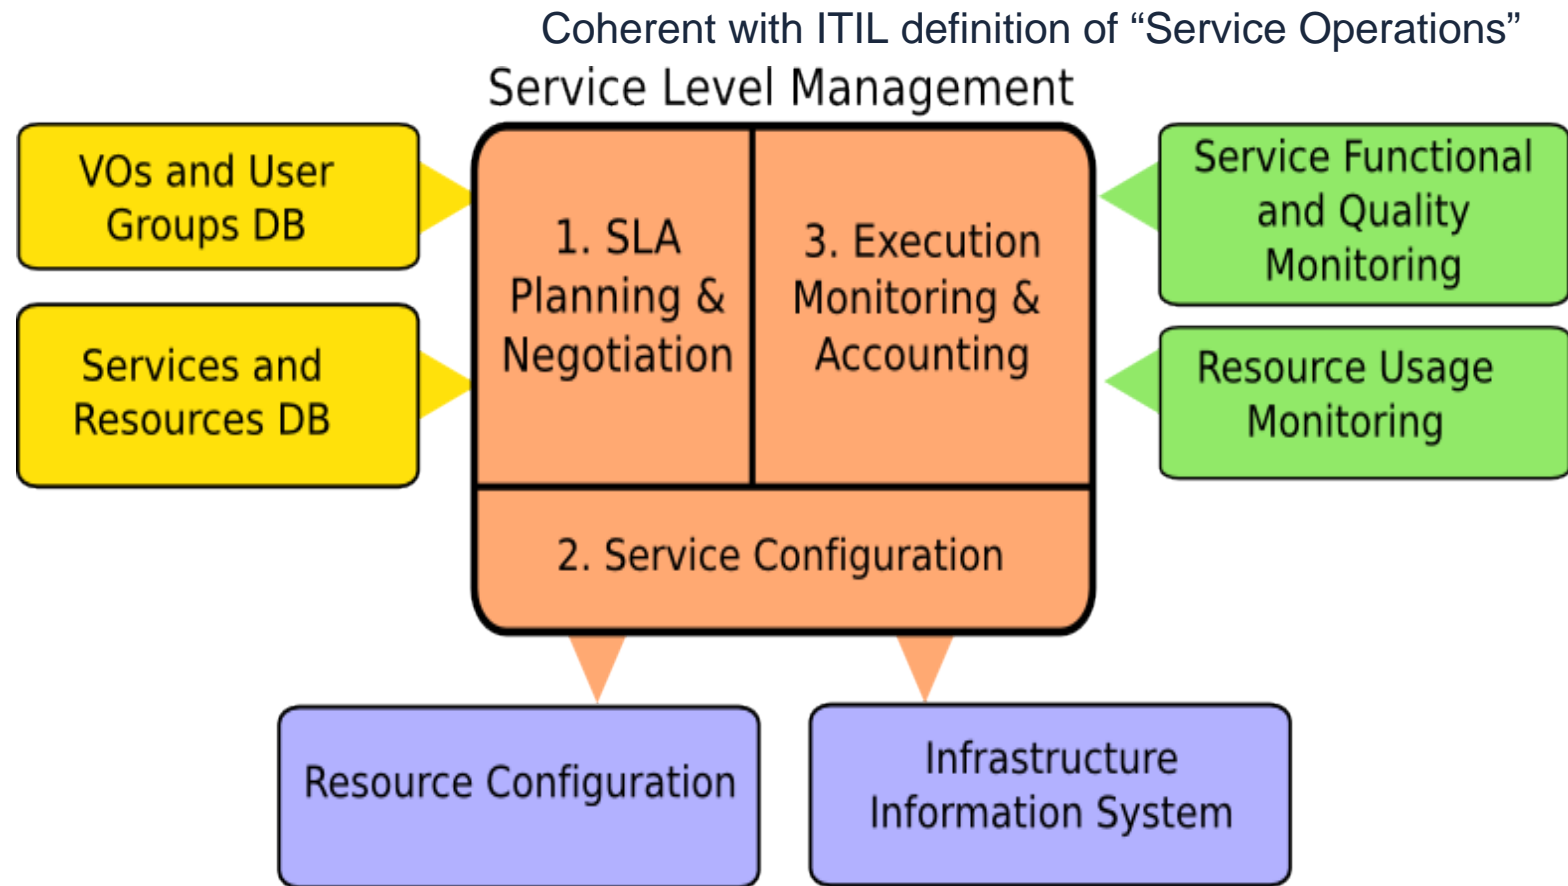 Coherent with ITIL definition of “Service Operations”
Service Level Management
VOs and User
Groups DB
Services and
Resources DB
1. SLA
Planning &
Negotiation
3. Execution
Monitoring &
Accounting
2. Service Configuration
Service Functional
and Quality
Monitoring
Resource Usage
Monitoring
Resource Configuration
Infrastructure
Information System